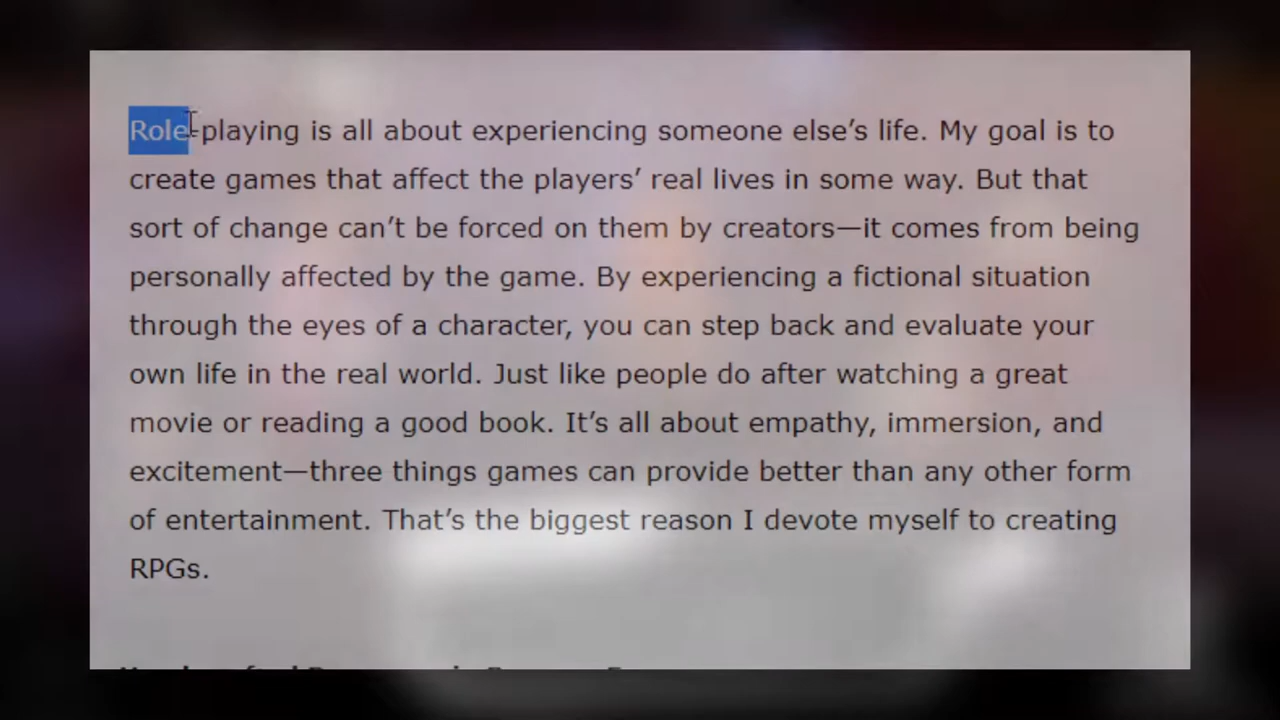 Role-playing is all about experiencing someone else’s life. My goal is to
create games that affect the players’ real lives in some way. But that
sort of change can’t be forced on them by creators—it comes from being
personally affected by the game. By experiencing a fictional situation
through the eyes of a character, you can step back and evaluate your
own life in the real world. Just like people do after watching a great
movie or reading a good book. It’s all about empathy, immersion, and
excitement—three things games can provide better than any other form
of entertainment. That’s the biggest reason I devote myself to creating
RPGs.